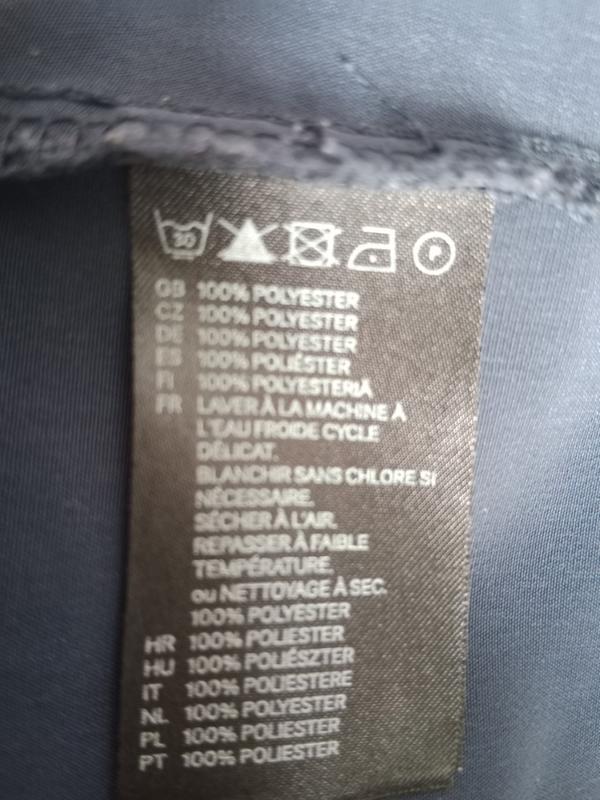 30 P
GB 100% POLYESTER
CZ 100% POLYESTER
DE 100% POLYESTER
ES 100% POLIÉSTER
FI 100% POLYESTERIÄ
FR LAVER À LA MACHINE À
L'EAU FROIDE CYCLE
DÉLICAT.
BLANCHIR SANS CHLORE SI
NÉCESSAIRE.
SÉCHER À L'AIR.
REPASSER À FAIBLE
TEMPÉRATURE.
ou NETTOYAGE À SEC.
100% POLYESTER
HR 100% POLIESTER
HU 100% POLIÉSZTER
IT 100% POLIESTERE
NL 100% POLYESTER
PL 100% POLIESTER
PT 100% POLIÉSTER